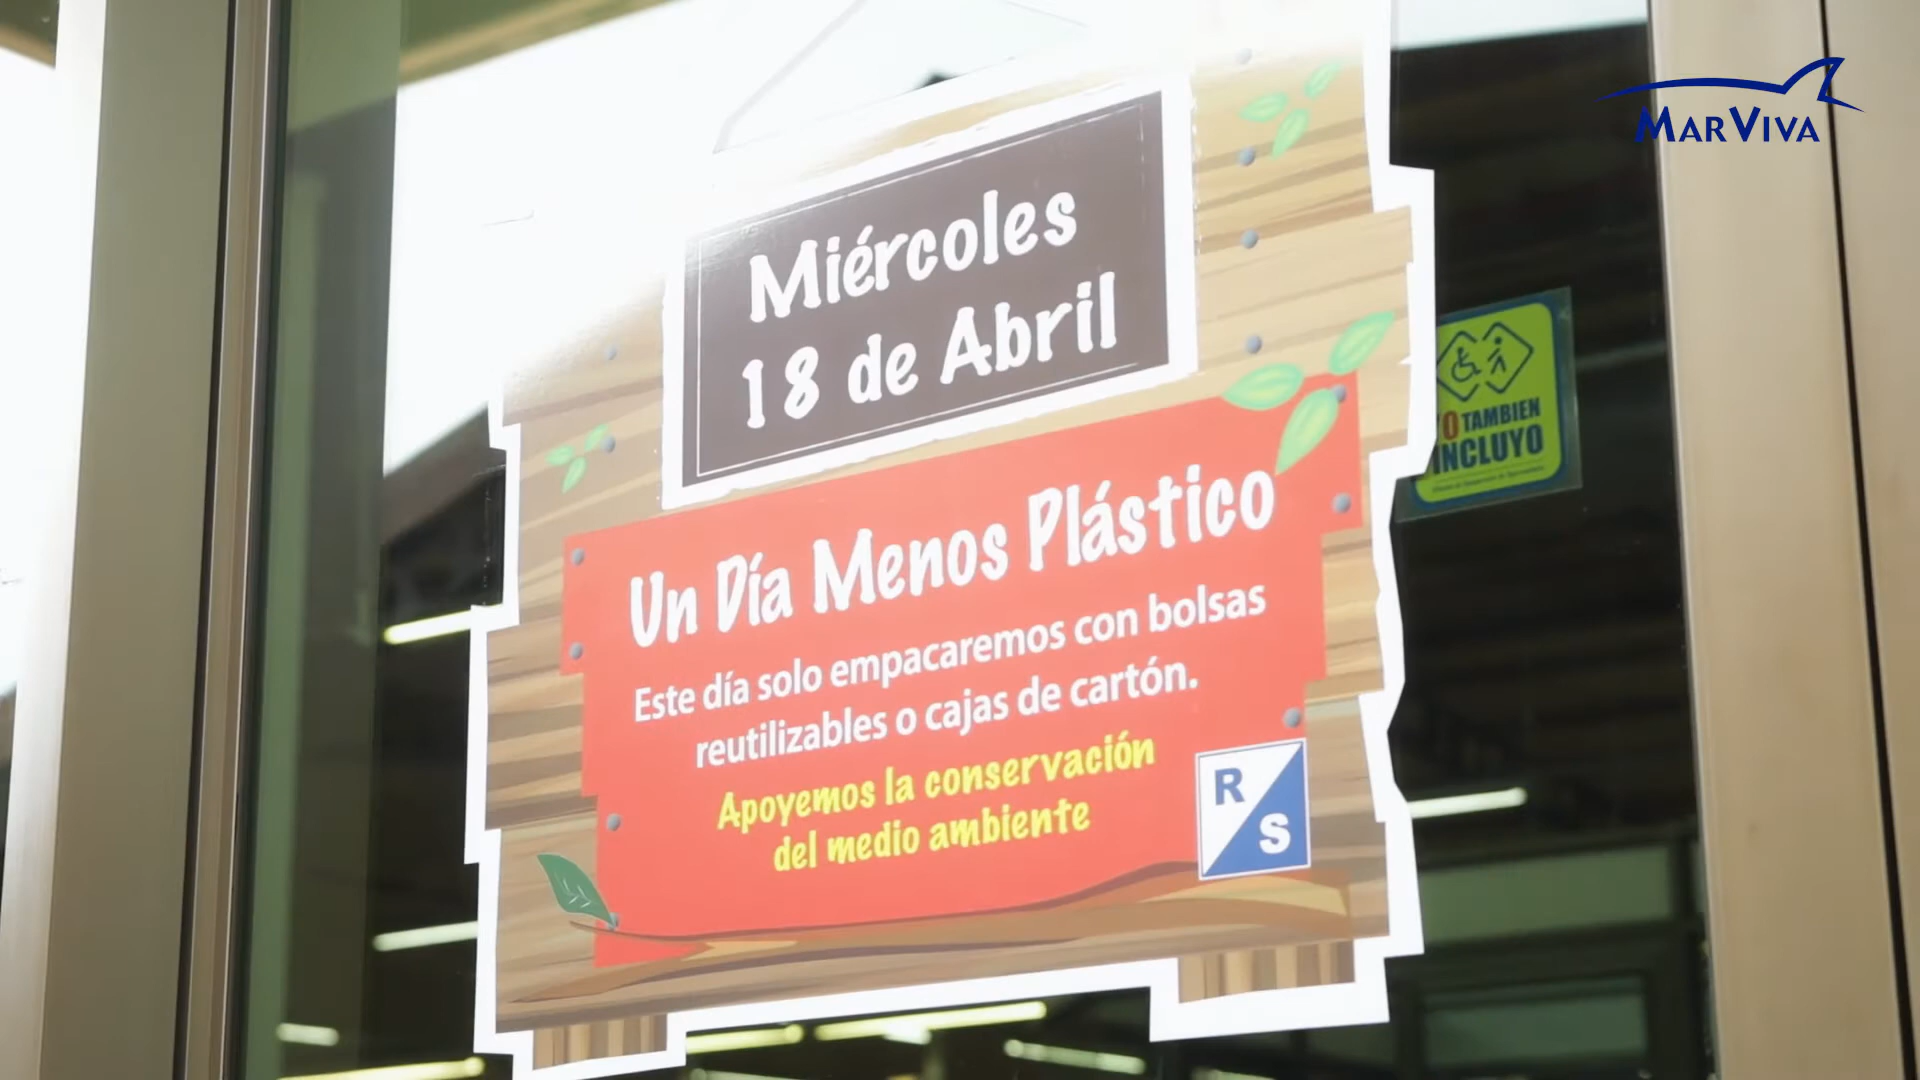 MARVIVA
Miércoles
18 de Abril
Un Día Menos Plástico
Este día solo empacaremos con bolsas
reutilizables o cajas de cartón.
Apoyemos la conservación
del medio ambiente
R
S
YO TAMBIEN
INCLUYO